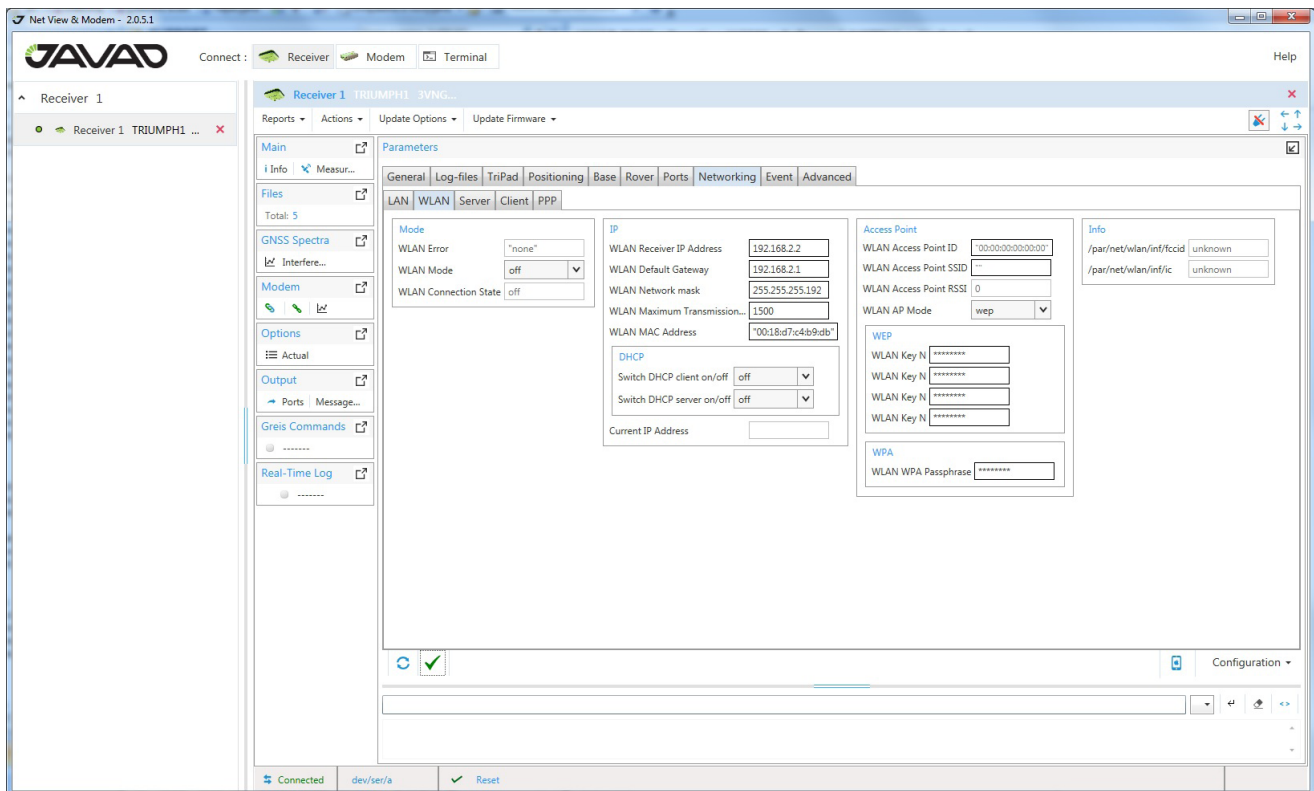 Net View & Modem - 2.0.5.1
JAVAD
Connect : Receiver Modem Terminal
Help
Receiver 1
Receiver 1 TRIUMPH1 ...
Receiver 1 TRIUMPH1 3VNG...
Reports Actions Update Options Update Firmware
Main
i Info Measur...
Files
Total: 5
GNSS Spectra
Interfere...
Modem
Options
Actual
Output
Ports Message...
Greis Commands
-------
Real-Time Log
-------
Parameters
General Log-files TriPad Positioning Base Rover Ports Networking Event Advanced
LAN WLAN Server Client PPP
Mode
WLAN Error "none"
WLAN Mode off
WLAN Connection State off
IP
WLAN Receiver IP Address 192.168.2.2
WLAN Default Gateway 192.168.2.1
WLAN Network mask 255.255.255.192
WLAN Maximum Transmission... 1500
WLAN MAC Address "00:18:d7:c4:b9:db"
DHCP
Switch DHCP client on/off off
Switch DHCP server on/off off
Current IP Address
Access Point
WLAN Access Point ID "00:00:00:00:00:00"
WLAN Access Point SSID ""
WLAN Access Point RSSI 0
WLAN AP Mode wep
WEP
WLAN Key N ********
WLAN Key N ********
WLAN Key N ********
WLAN Key N ********
WPA
WLAN WPA Passphrase ********
Info
/par/net/wlan/inf/fccid unknown
/par/net/wlan/inf/ic unknown
Configuration
Connected dev/ser/a Reset